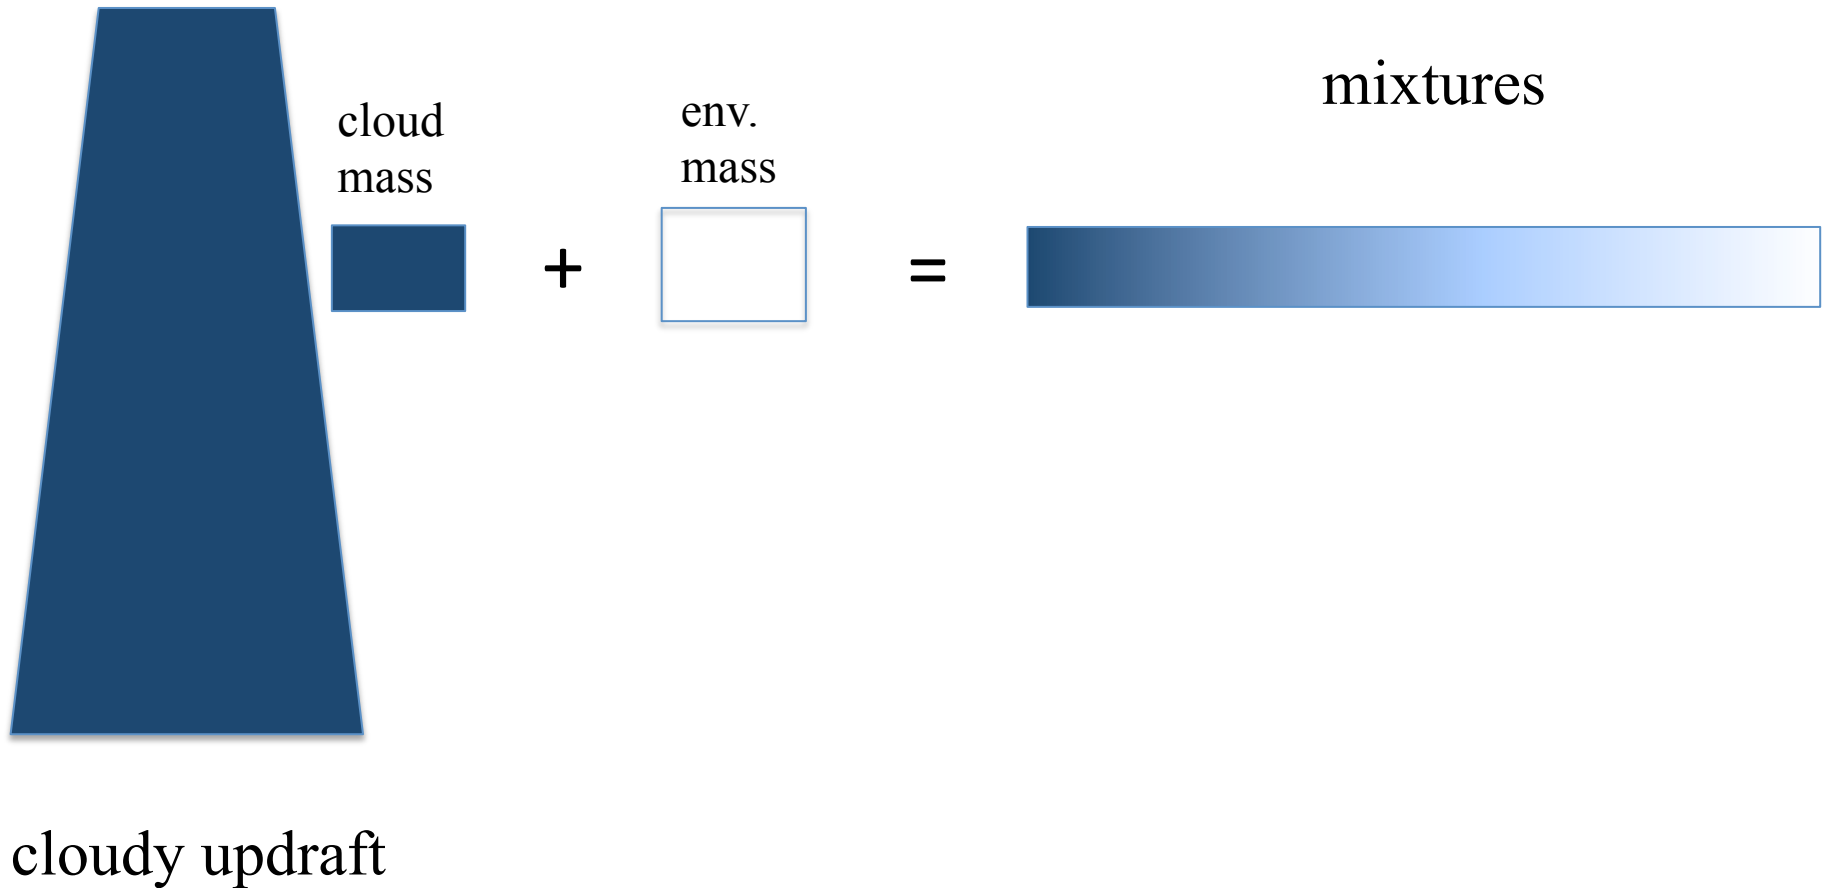 mixtures
cloud
mass
env.
mass
+
=
cloudy updraft